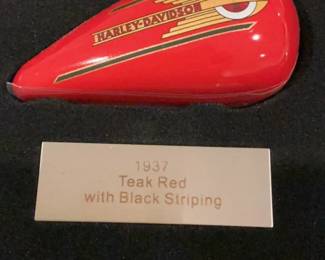 HARLEY-DAVIDSON
1937
Teak Red
with Black Striping